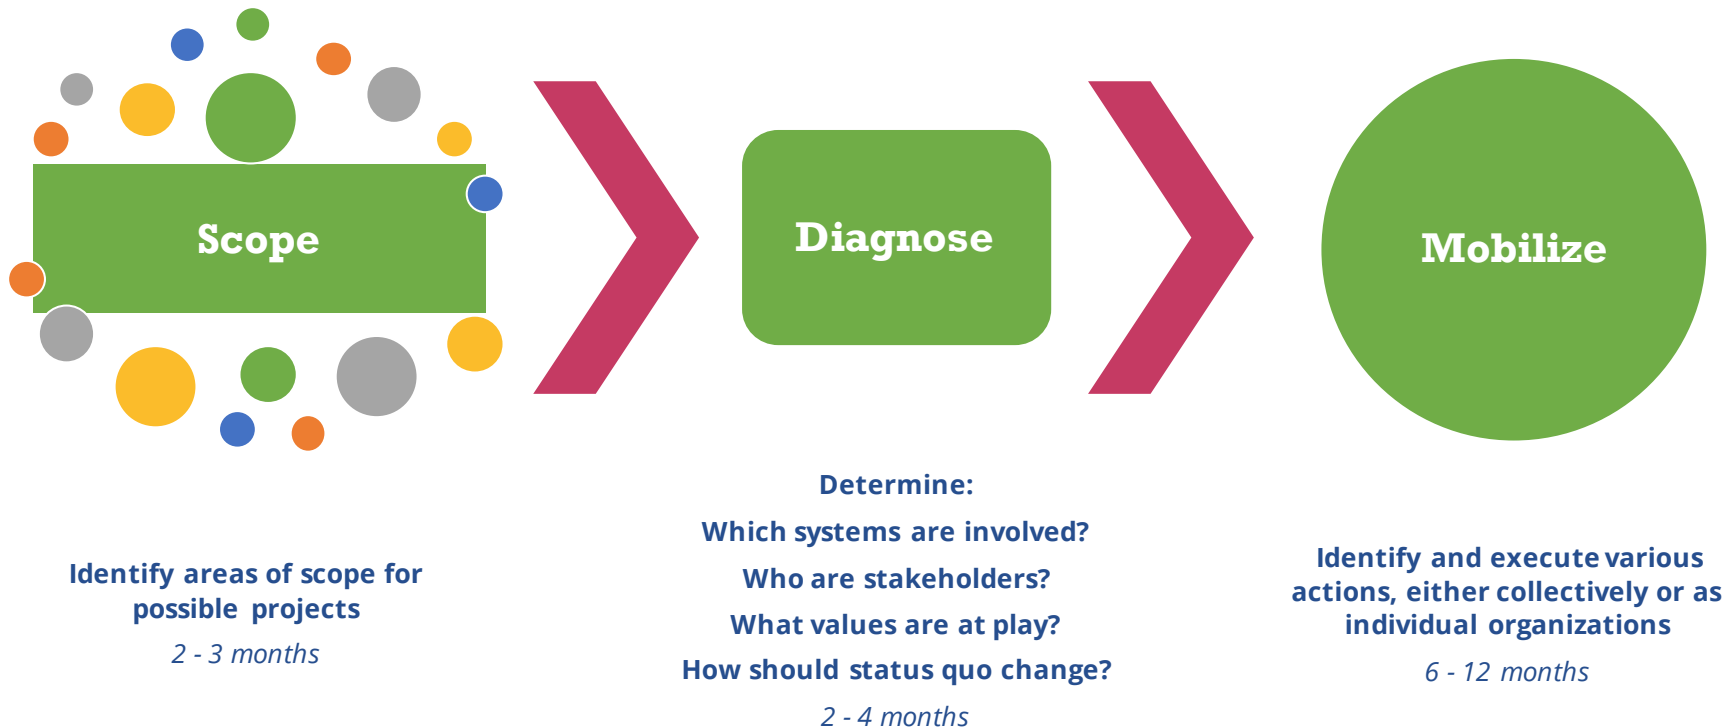 Scope
Diagnose
Mobilize
Identify areas of scope for
possible projects
2 - 3 months
Determine:
Which systems are involved?
Who are stakeholders?
What values are at play?
How should status quo change?
2 - 4 months
Identify and execute various
actions, either collectively or as
individual organizations
6 - 12 months